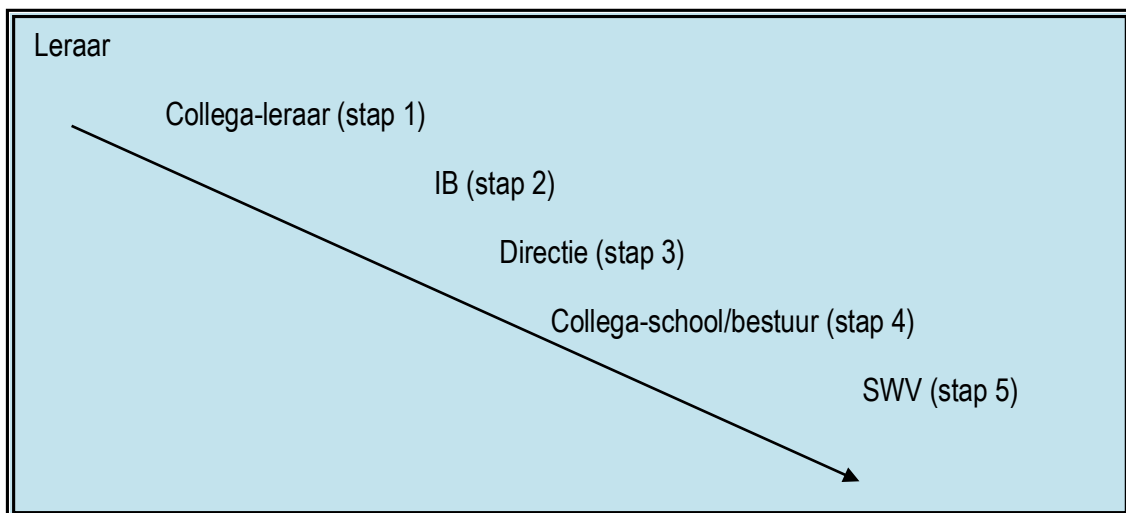 Leraar
Collega-leraar (stap 1)
IB (stap 2)
Directie (stap 3)
Collega-school/bestuur (stap 4)
SWV (stap 5)